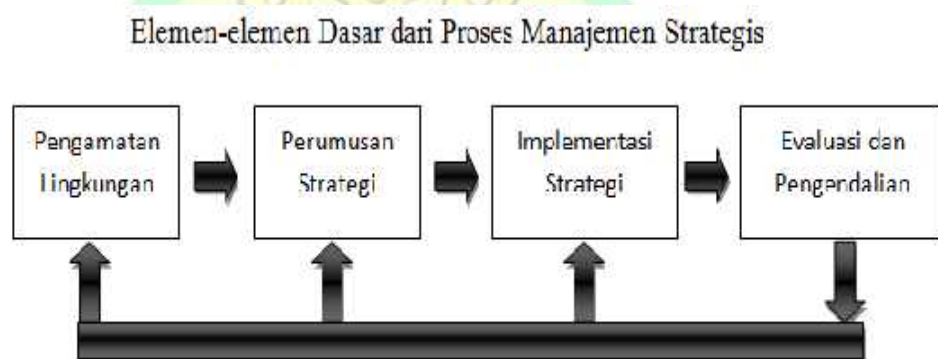 Elemen-elemen Dasar dari Proses Manajemen Strategis
Pengamatan
Lingkungan
Perumusan
Strategi
Implementasi
Strategi
Evaluasi dan
Pengendalian